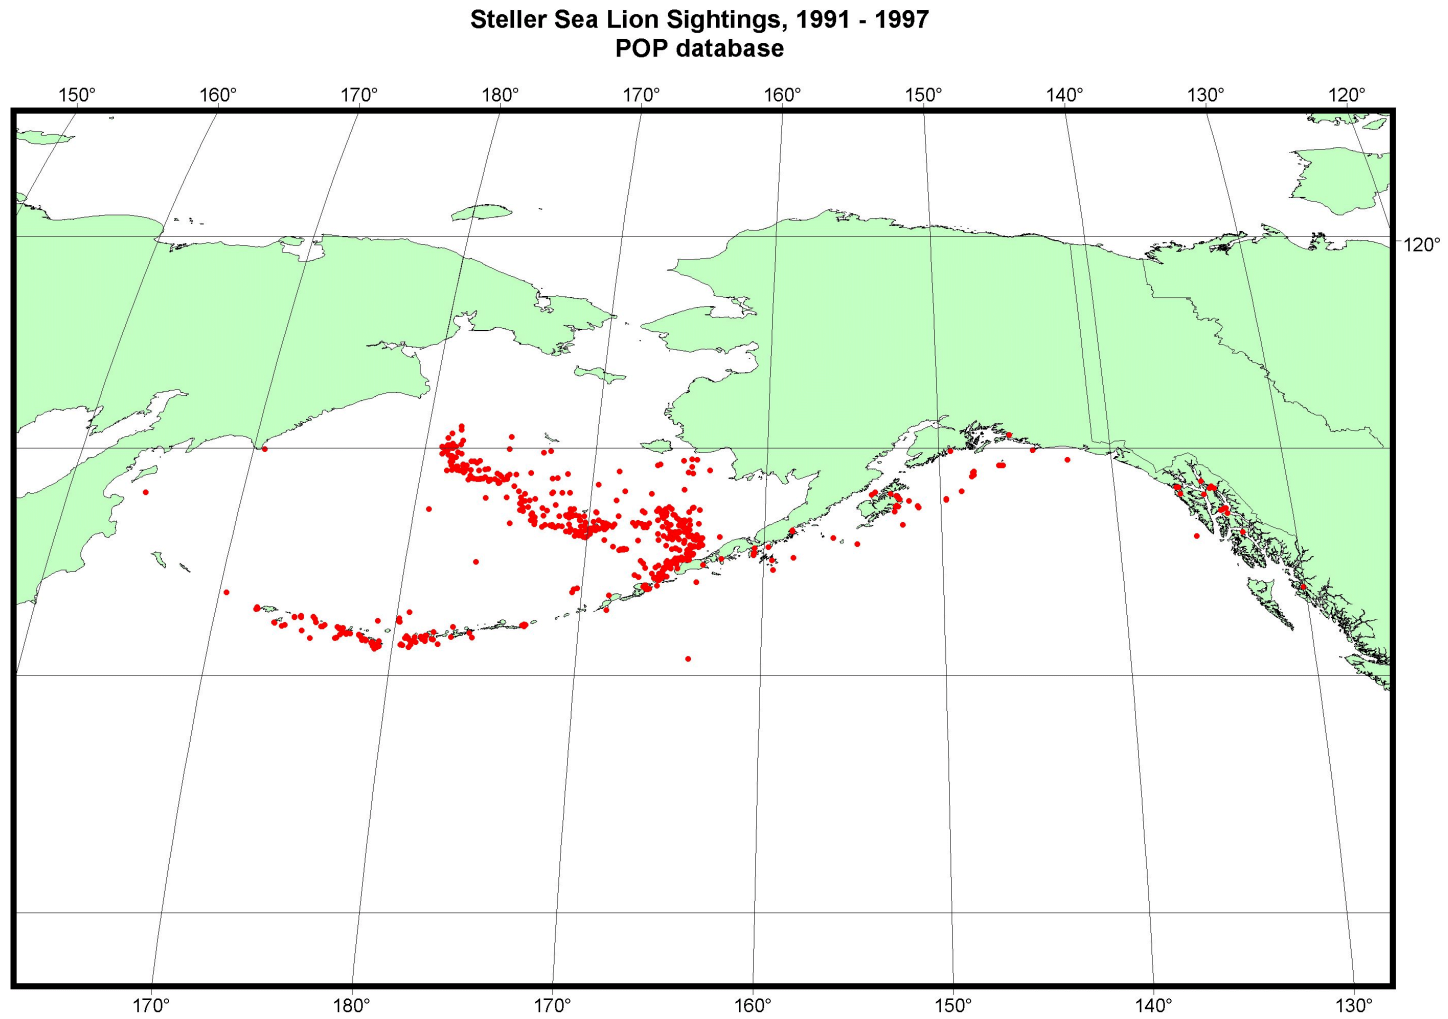 Steller Sea Lion Sightings, 1991 - 1997
POP database
150° 160° 170° 180° 170° 160° 150° 140° 130° 120°
120°
170° 180° 170° 160° 150° 140° 130°